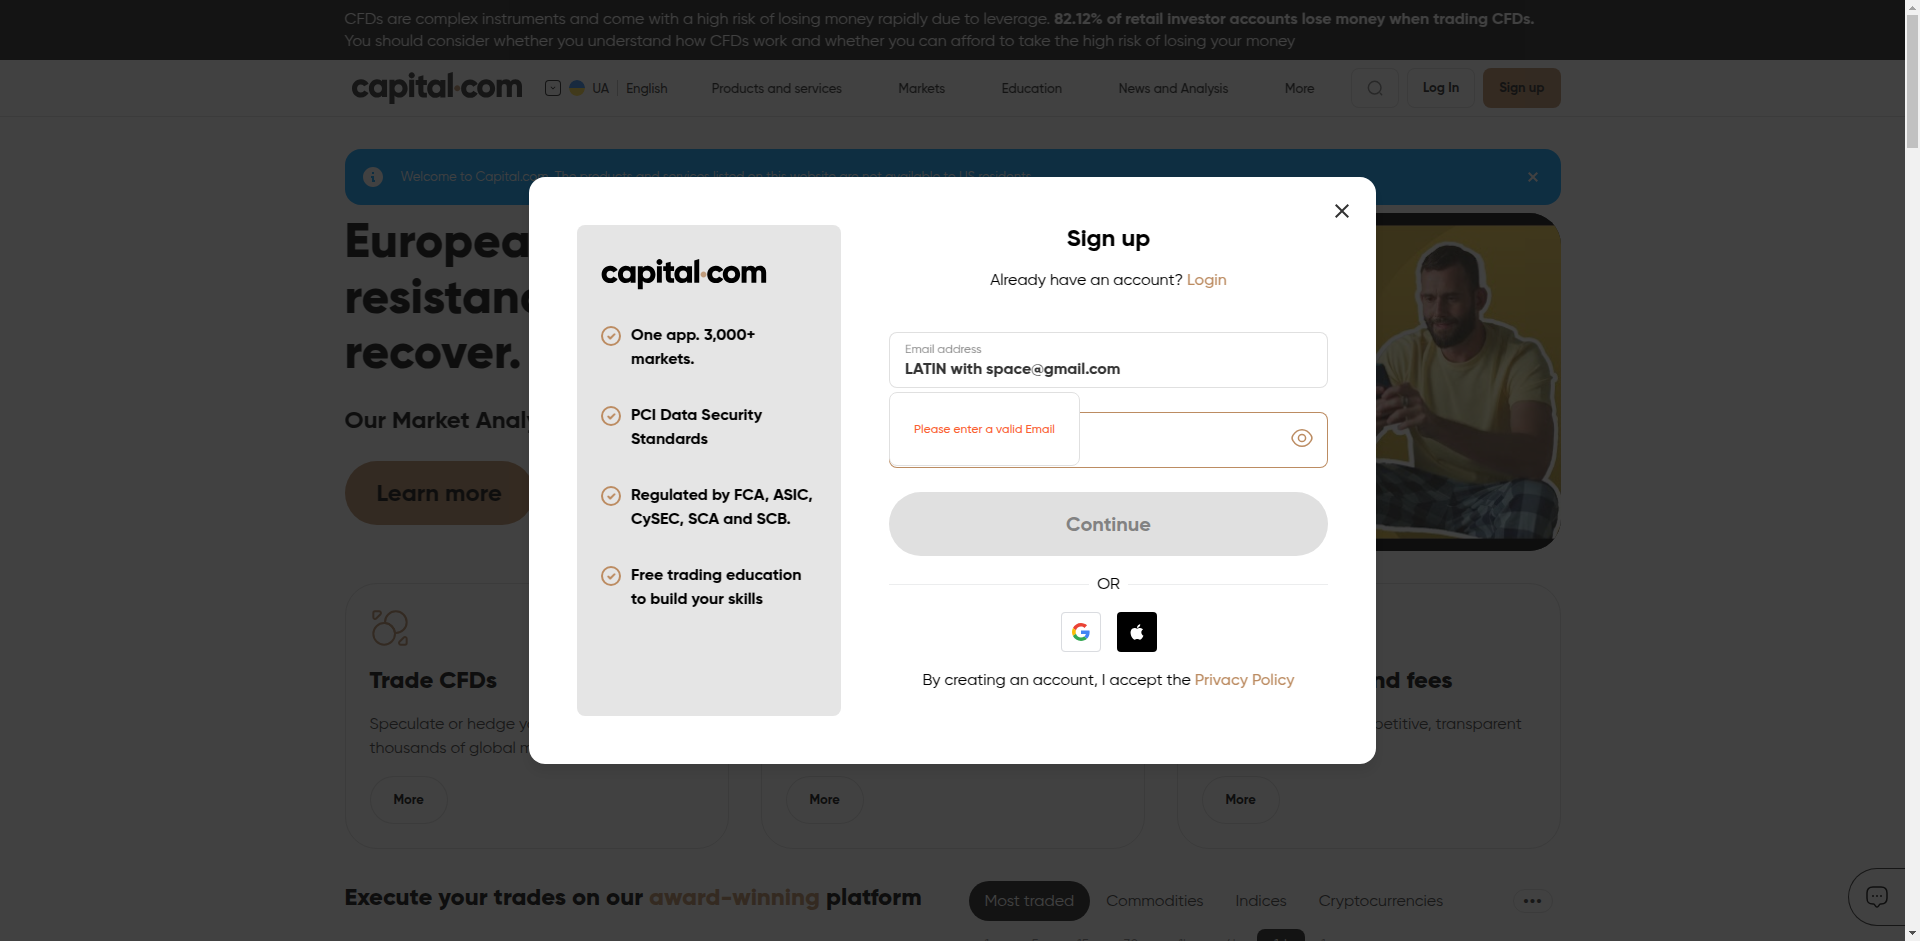 CFDs are complex instruments and come with a high risk of losing money rapidly due to leverage. 82.12% of retail investor accounts lose money when trading CFDs.
You should consider whether you understand how CFDs work and whether you can afford to take the high risk of losing your money
capital.com
UA
English
Products and services
Markets
Education
News and Analysis
More
Log In
Sign up
Welcome to Capital.com. The products and services listed on this website are not available to US residents.
Europea
resistanc
recover.
Our Market Analy
Learn more
capital.com
One app. 3,000+
markets.
PCI Data Security
Standards
Regulated by FCA, ASIC,
CySEC, SCA and SCB.
Free trading education
to build your skills
Sign up
Already have an account? Login
Email address
LATIN with space@gmail.com
Please enter a valid Email
Continue
OR
By creating an account, I accept the Privacy Policy
Trade CFDs
Speculate or hedge y
thousands of global m
More
More
nd fees
petitive, transparent
More
Execute your trades on our award-winning platform
Most traded
Commodities
Indices
Cryptocurrencies